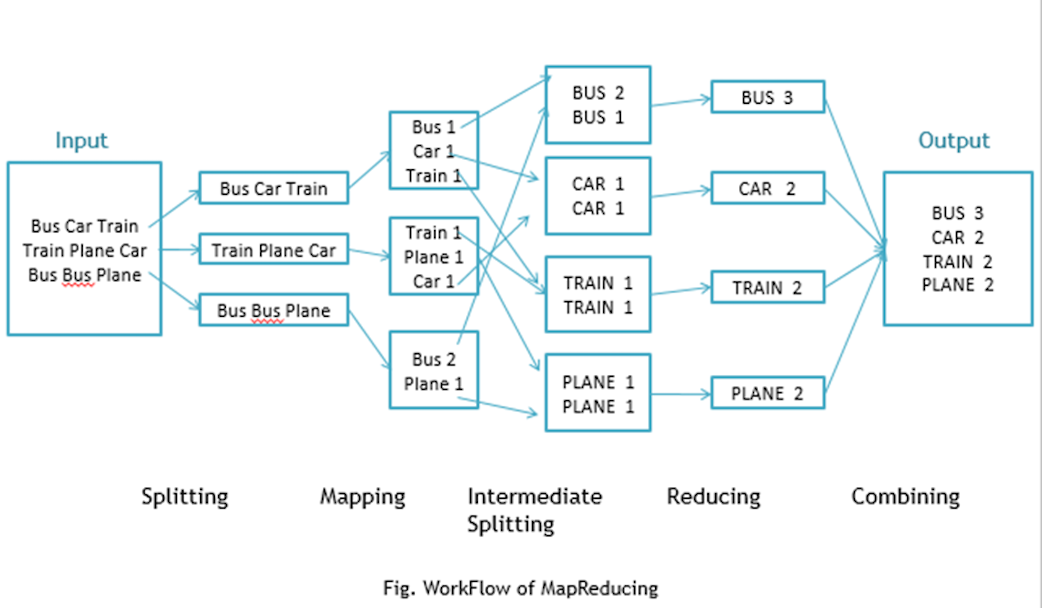 Input
Bus Car Train
Train Plane Car
Bus Bus Plane
Bus Car Train
Train Plane Car
Bus Bus Plane
Bus 1
Car 1
Train 1
Train 1
Plane 1
Car 1
Bus 2
Plane 1
BUS 2
BUS 1
CAR 1
CAR 1
TRAIN 1
TRAIN 1
PLANE 1
PLANE 1
BUS 3
CAR 2
TRAIN 2
PLANE 2
Output
BUS 3
CAR 2
TRAIN 2
PLANE 2
Splitting
Mapping
Intermediate
Splitting
Reducing
Combining
Fig. WorkFlow of MapReducing